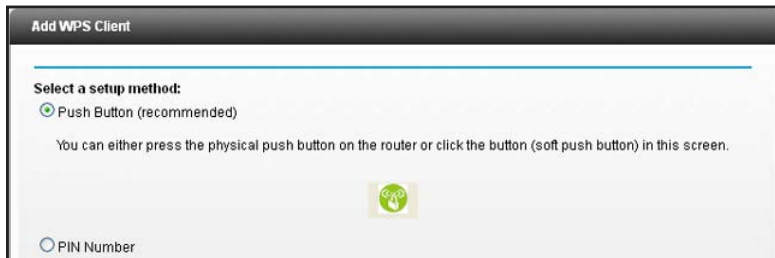 Add WPS Client
Select a setup method:
Push Button (recommended)
You can either press the physical push button on the router or click the button (soft push button) in this screen.
PIN Number